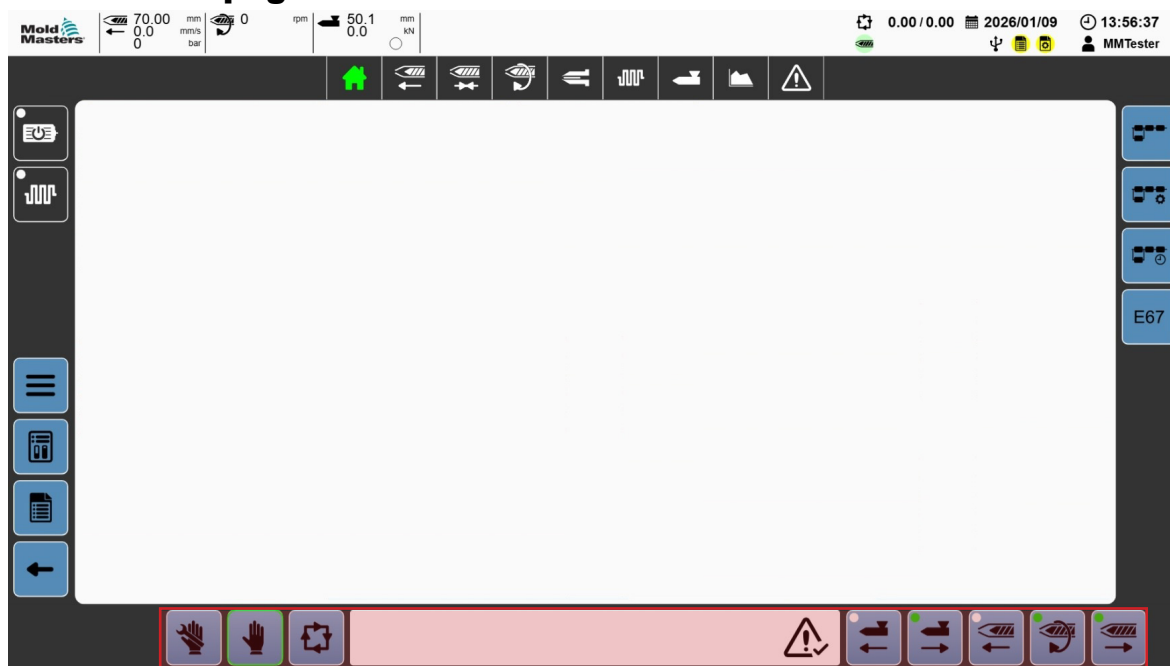 Mold
Masters
70.00 mm
0.0 mm/s
0 bar
0 rpm
50.1 mm
0.0 kN
0.00 / 0.00
2026/01/09
13:56:37
MMTester
E67